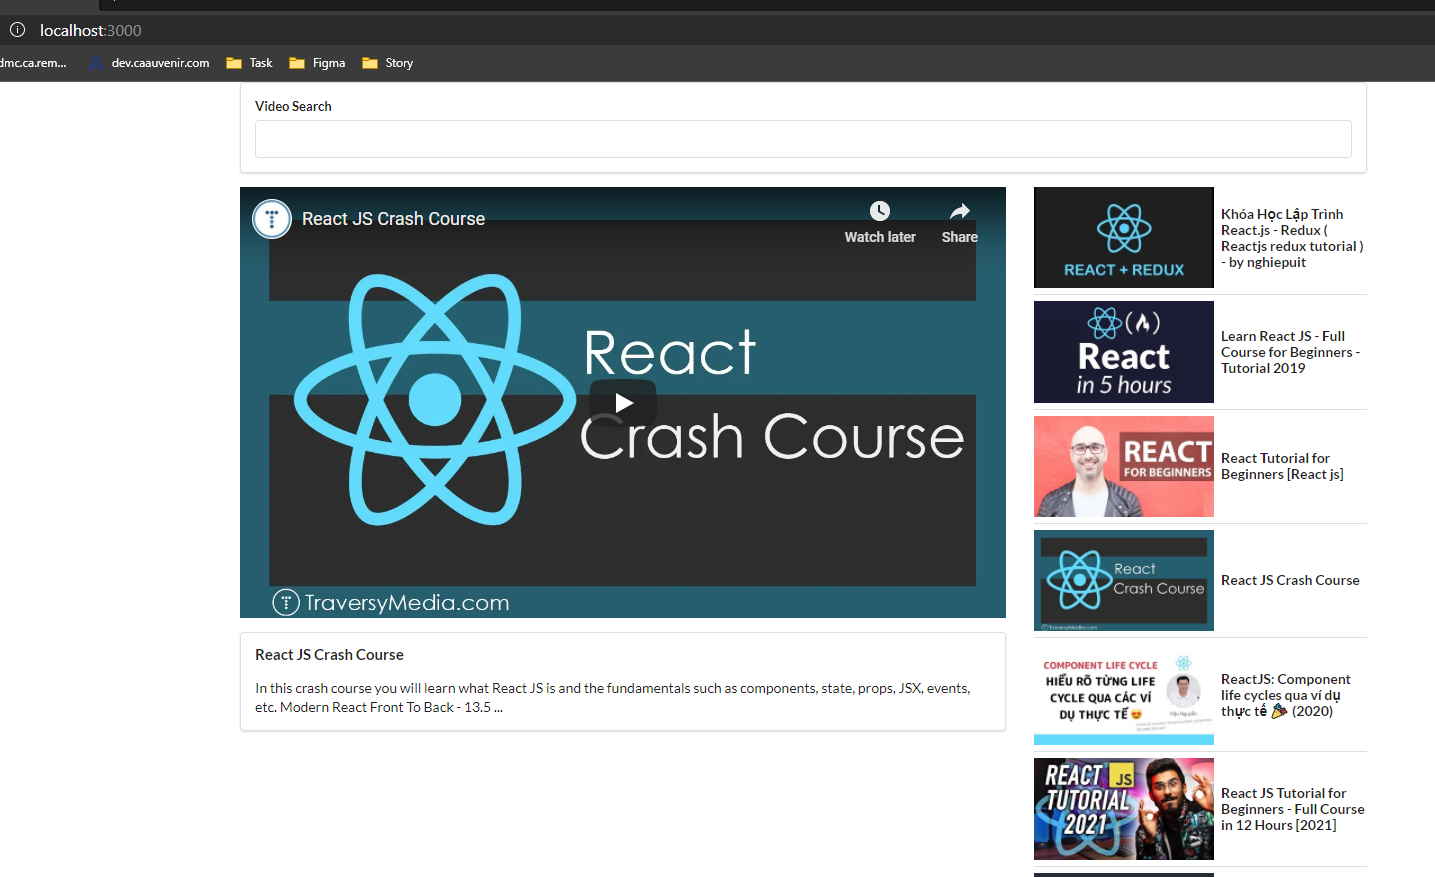 localhost:3000
dmc.ca.rem...
dev.caauvenir.com
Task
Figma
Story
Video Search
React JS Crash Course
Watch later
Share
React
Crash Course
TraversyMedia.com
React JS Crash Course
In this crash course you will learn what React JS is and the fundamentals such as components, state, props, JSX, events,
etc. Modern React Front To Back - 13.5 ...
REACT + REDUX
Khóa Học Lập Trình
React.js - Redux (
Reactjs redux tutorial )
- by nghiepuit
React
in 5 hours
Learn React JS - Full
Course for Beginners -
Tutorial 2019
REACT
FOR BEGINNERS
React Tutorial for
Beginners [React js]
React
Crash Course
TraversyMedia.com
React JS Crash Course
COMPONENT LIFE CYCLE
HIỂU RÕ TỪNG LIFE
CYCLE QUA CÁC VÍ
DỤ THỰC TẾ 😍
Hậu Nguyễn
ReactJS: Component
life cycles qua ví dụ
thực tế 🎉 (2020)
REACT
JS
TUTORIAL
2021
React JS Tutorial for
Beginners - Full Course
in 12 Hours [2021]